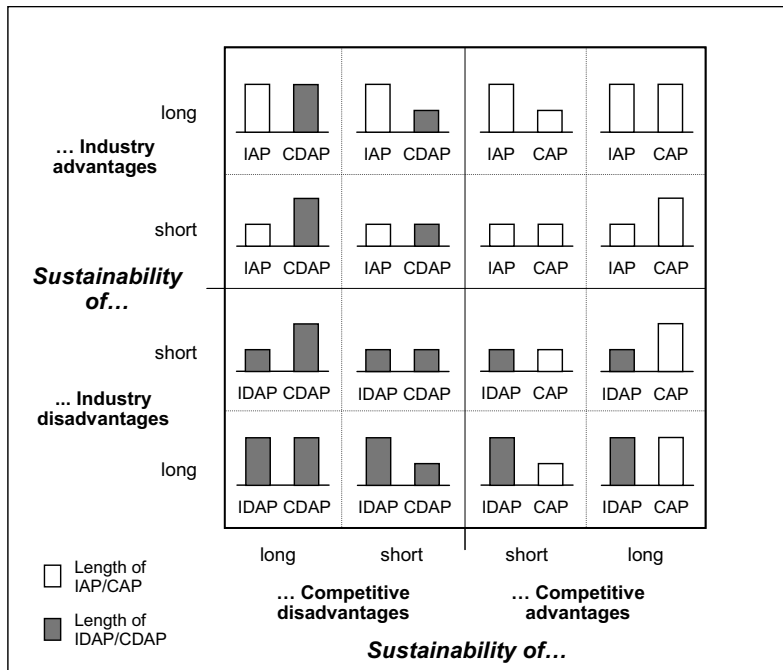 long
IAP CDAP
IAP CDAP
IAP CAP
IAP CAP
… Industry
advantages
short
IAP CDAP
IAP CDAP
IAP CAP
IAP CAP
Sustainability
of…
short
IDAP CDAP
IDAP CDAP
IDAP CAP
IDAP CAP
... Industry
disadvantages
long
IDAP CDAP
IDAP CDAP
IDAP CAP
IDAP CAP
long
short
short
long
Length of
IAP/CAP
Length of
IDAP/CDAP
… Competitive
disadvantages
… Competitive
advantages
Sustainability of…